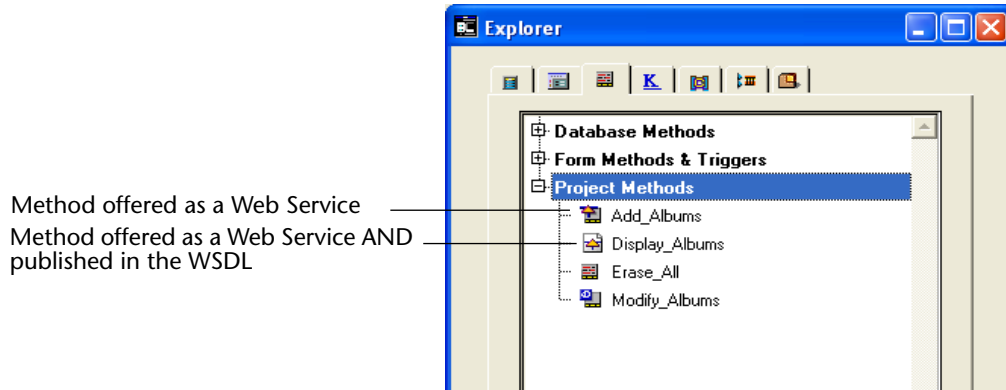 Explorer
K
Database Methods
Form Methods & Triggers
Project Methods
Method offered as a Web Service
Add_Albums
Method offered as a Web Service AND
published in the WSDL
Display_Albums
Erase_All
Modify_Albums